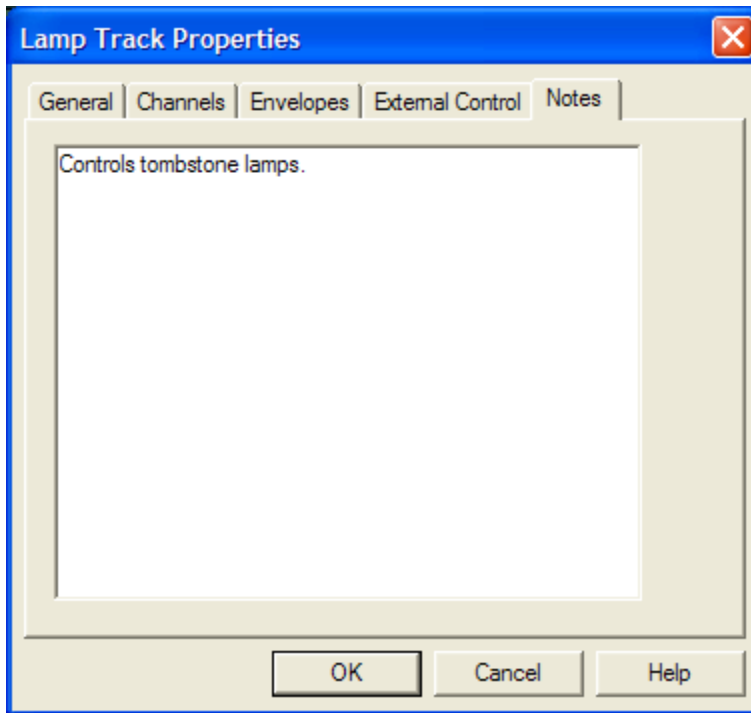 Lamp Track Properties
General Channels Envelopes External Control Notes
Controls tombstone lamps.
OK Cancel Help